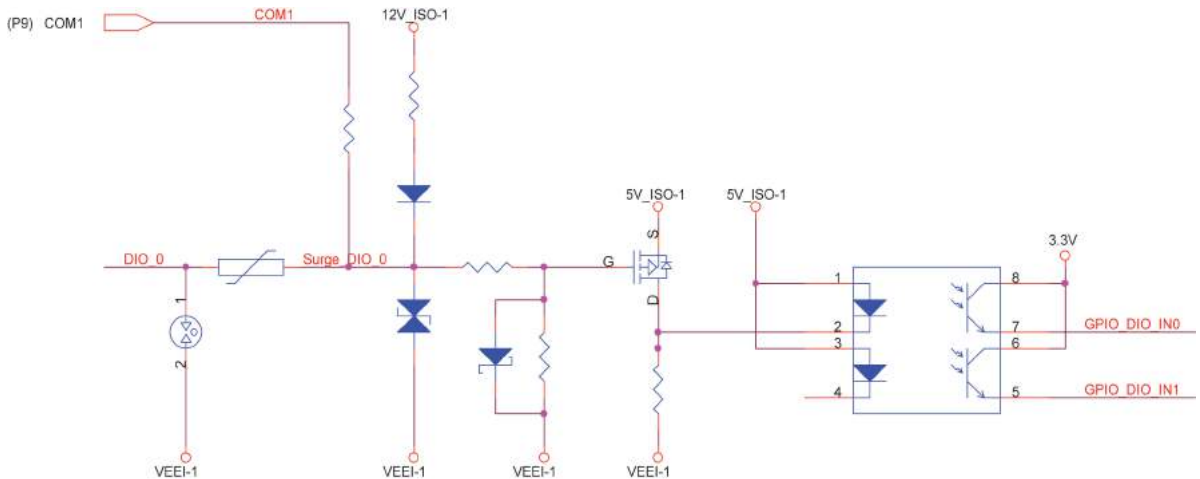 (P9) COM1
COM1
12V_ISO-1
5V_ISO-1
5V_ISO-1
3.3V
S
G
D
DIO_0
Surge_DIO_0
1
2
1
2
3
4
8
7
6
5
GPIO_DIO_IN0
GPIO_DIO_IN1
VEEI-1
VEEI-1
VEEI-1
VEEI-1